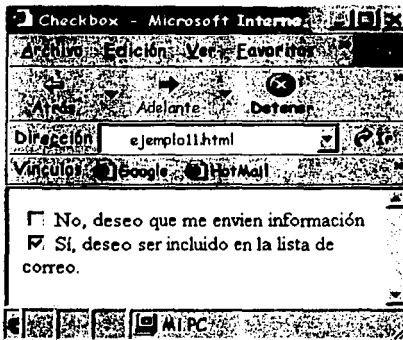 Checkbox - Microsoft Interne
Archivo Edición Ver Favoritos
Atrás Adelante Detener
Dirección ejemplo11.html Ir
Vínculos Google HotMail
No, deseo que me envien información
Sí, deseo ser incluido en la lista de
correo.
Mi PC